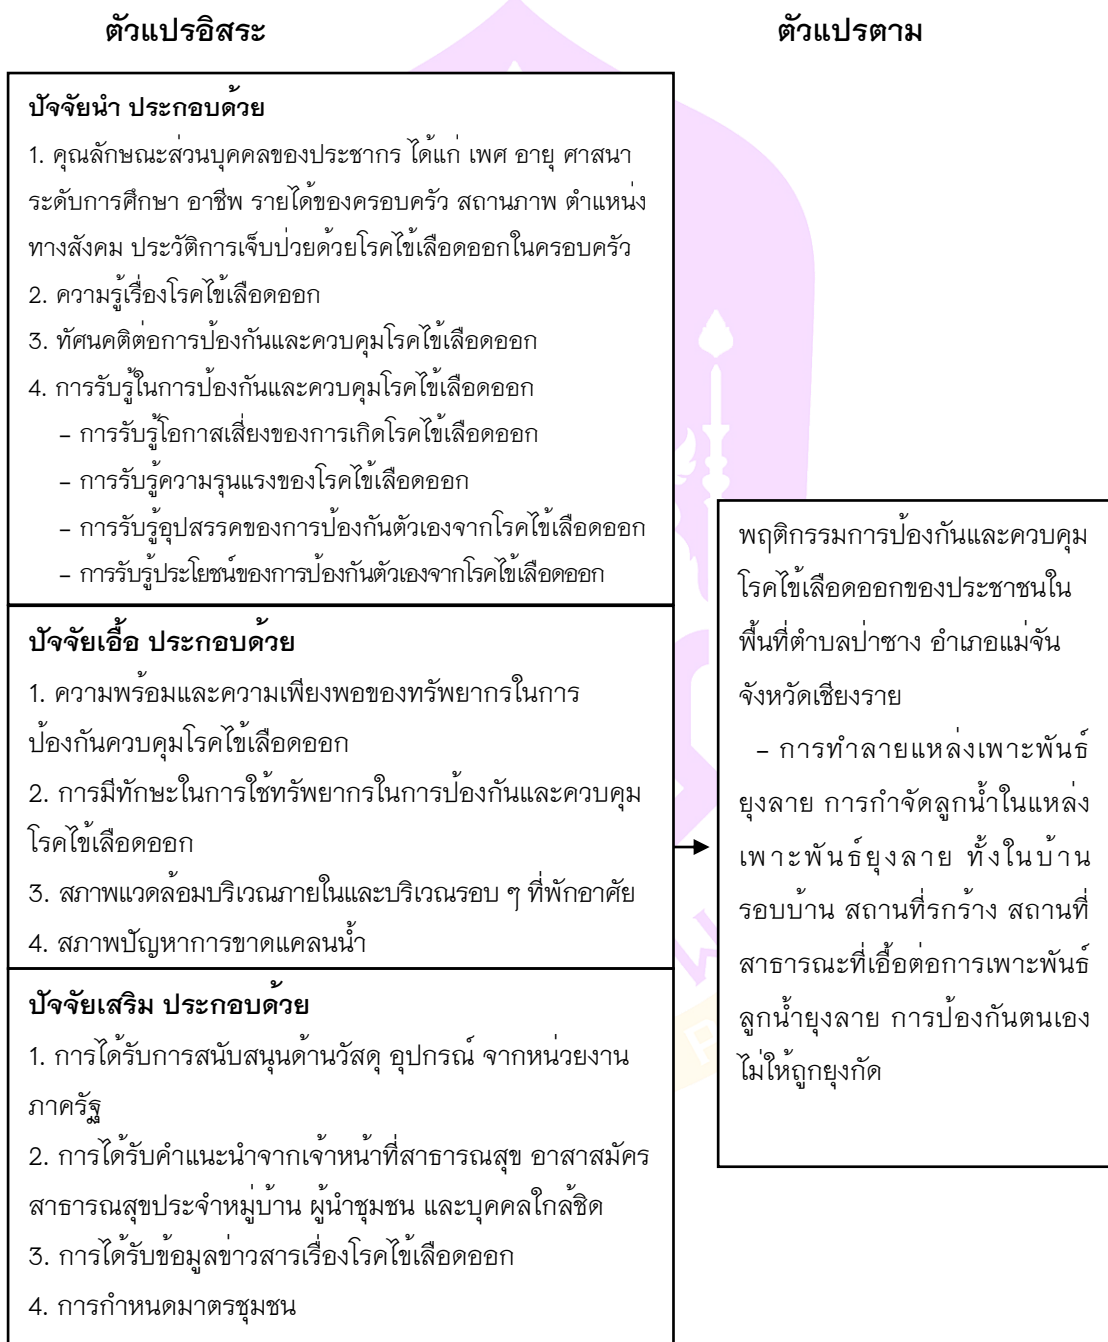 ตัวแปรอิสระ
ตัวแปรตาม
ปัจจัยนำ ประกอบด้วย
1. คุณลักษณะส่วนบุคคลของประชากร ได้แก่ เพศ อายุ ศาสนา
ระดับการศึกษา อาชีพ รายได้ของครอบครัว สถานภาพ ตำแหน่ง
ทางสังคม ประวัติการเจ็บป่วยด้วยโรคไข้เลือดออกในครอบครัว
2. ความรู้เรื่องโรคไข้เลือดออก
3. ทัศนคติต่อการป้องกันและควบคุมโรคไข้เลือดออก
4. การรับรู้ในการป้องกันและควบคุมโรคไข้เลือดออก
- การรับรู้โอกาสเสี่ยงของการเกิดโรคไข้เลือดออก
- การรับรู้ความรุนแรงของโรคไข้เลือดออก
- การรับรู้อุปสรรคของการป้องกันตัวเองจากโรคไข้เลือดออก
- การรับรู้ประโยชน์ของการป้องกันตัวเองจากโรคไข้เลือดออก
ปัจจัยเอื้อ ประกอบด้วย
1. ความพร้อมและความเพียงพอของทรัพยากรในการ
ป้องกันควบคุมโรคไข้เลือดออก
2. การมีทักษะในการใช้ทรัพยากรในการป้องกันและควบคุม
โรคไข้เลือดออก
3. สภาพแวดล้อมบริเวณภายในและบริเวณรอบ ๆ ที่พักอาศัย
4. สภาพปัญหาการขาดแคลนน้ำ
ปัจจัยเสริม ประกอบด้วย
1. การได้รับการสนับสนุนด้านวัสดุ อุปกรณ์ จากหน่วยงาน
ภาครัฐ
2. การได้รับคำแนะนำจากเจ้าหน้าที่สาธารณสุข อาสาสมัคร
สาธารณสุขประจำหมู่บ้าน ผู้นำชุมชน และบุคคลใกล้ชิด
3. การได้รับข้อมูลข่าวสารเรื่องโรคไข้เลือดออก
4. การกำหนดมาตรชุมชน
พฤติกรรมการป้องกันและควบคุม
โรคไข้เลือดออกของประชาชนใน
พื้นที่ตำบลป่าซาง อำเภอแม่จัน
จังหวัดเชียงราย
- การทำลายแหล่งเพาะพันธ์
ยุงลาย การกำจัดลูกน้ำในแหล่ง
เพาะพันธ์ยุงลาย ทั้งในบ้าน
รอบบ้าน สถานที่รกร้าง สถานที่
สาธารณะที่เอื้อต่อการเพาะพันธ์
ลูกน้ำยุงลาย การป้องกันตนเอง
ไม่ให้ถูกยุงกัด